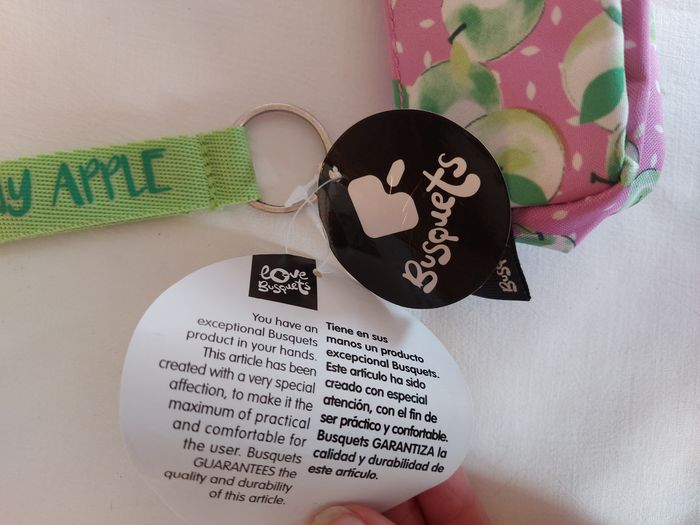 APPLE
Busquets
Love
Busquets
You have an
exceptional Busquets
product in your hands.
This article has been
created with a very special
affection, to make it the
maximum of practical
and comfortable for
the user. Busquets
GUARANTEES the
quality and durability
of this article.
Tiene en sus
manos un producto
excepcional Busquets.
Este artículo ha sido
creado con especial
atención, con el fin de
ser práctico y confortable.
Busquets GARANTIZA la
calidad y durabilidad de
este artículo.